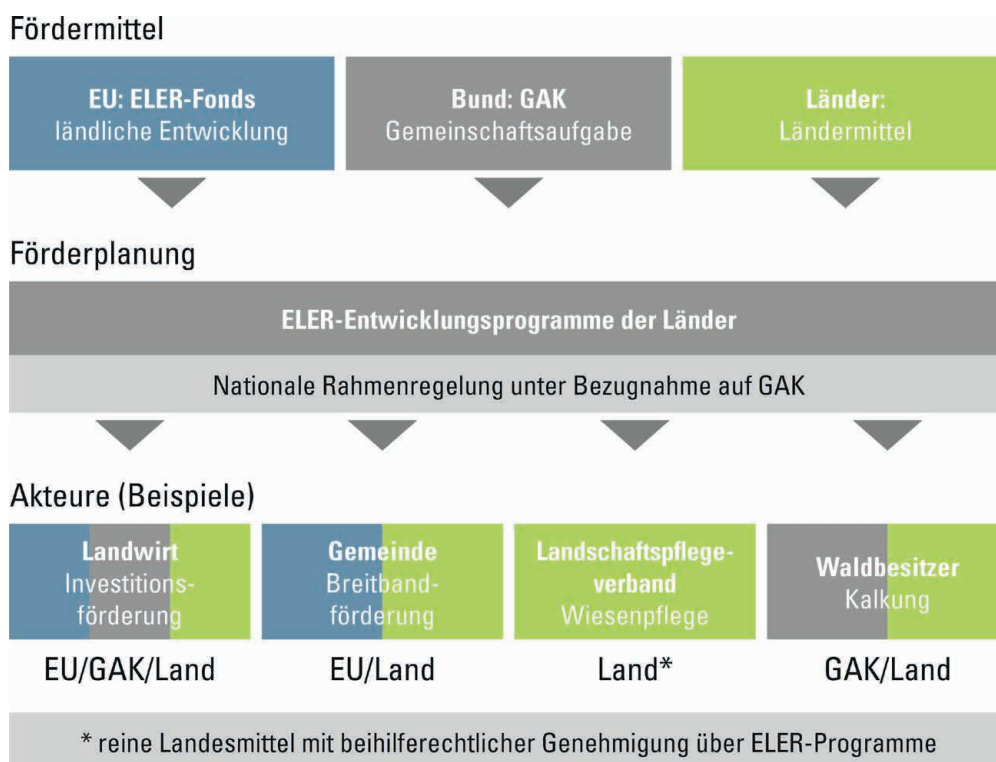 Fördermittel
EU: ELER-Fonds
ländliche Entwicklung
Bund: GAK
Gemeinschaftsaufgabe
Länder:
Ländermittel
Förderplanung
ELER-Entwicklungsprogramme der Länder
Nationale Rahmenregelung unter Bezugnahme auf GAK
Akteure (Beispiele)
Landwirt
Investitions-
förderung
EU/GAK/Land
Gemeinde
Breitband-
förderung
EU/Land
Landschaftspflege-
verband
Wiesenpflege
Land*
Waldbesitzer
Kalkung
GAK/Land
* reine Landesmittel mit beihilferechtlicher Genehmigung über ELER-Programme